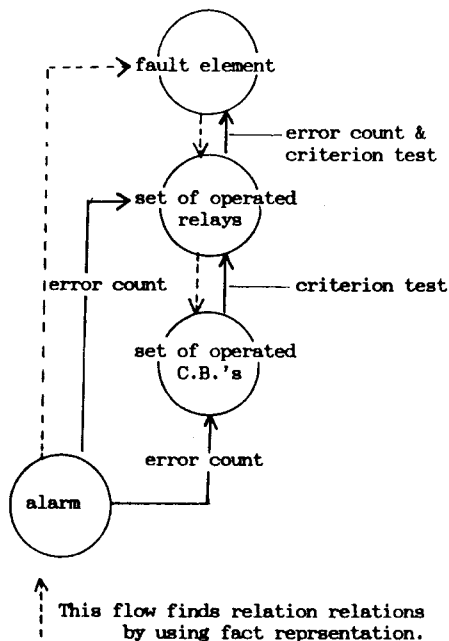 fault element
error count &
criterion test
set of operated
relays
error count
criterion test
set of operated
C.B.'s
error count
alarm
This flow finds relation relations
by using fact reprsentation.